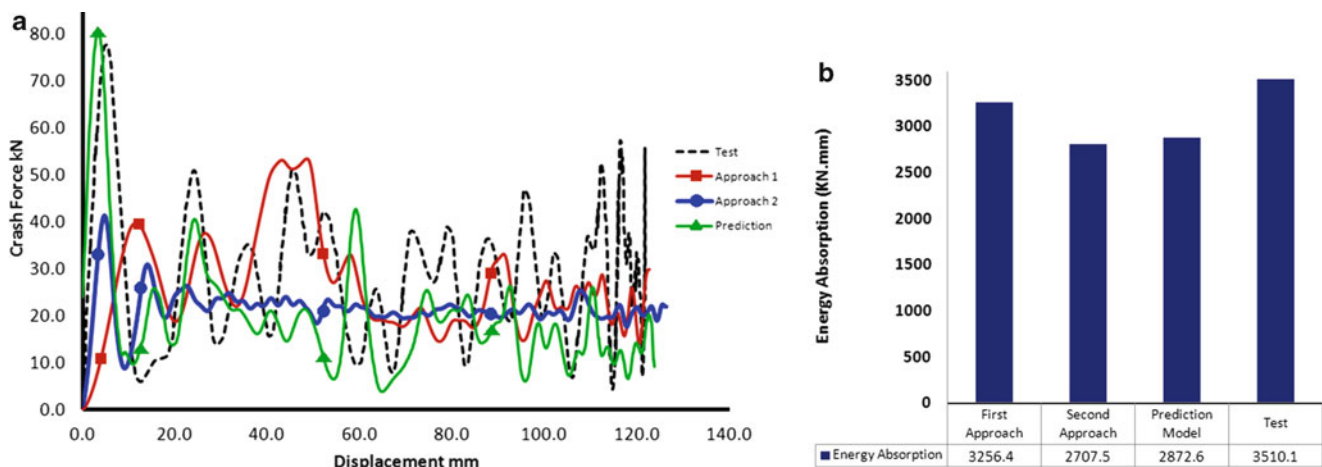 a
80.0
70.0
60.0
50.0
40.0
30.0
20.0
10.0
0.0
Crash Force kN
0.0 20.0 40.0 60.0 80.0 100.0 120.0 140.0
Displacement mm
Test
Approach 1
Approach 2
Prediction
b
3500
3000
2500
2000
1500
1000
500
0
Energy Absorption (KN.mm)
First Approach
Second Approach
Prediction Model
Test
Energy Absorption 3256.4 2707.5 2872.6 3510.1